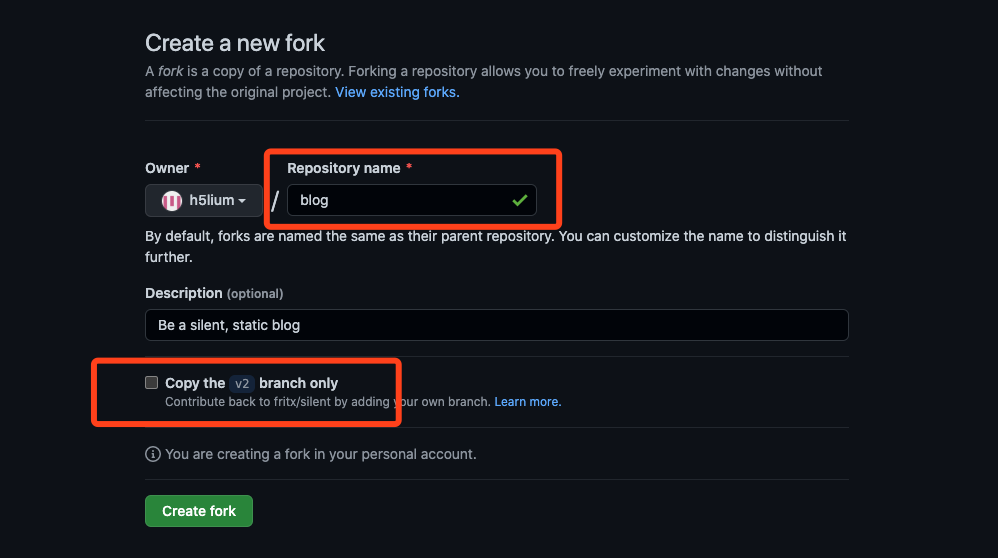 Create a new fork
A fork is a copy of a repository. Forking a repository allows you to freely experiment with changes without
affecting the original project. View existing forks.
Owner * Repository name *
h5lium / blog
By default, forks are named the same as their parent repository. You can customize the name to distinguish it
further.
Description (optional)
Be a silent, static blog
Copy the v2 branch only
Contribute back to fritx/silent by adding your own branch. Learn more.
You are creating a fork in your personal account.
Create fork